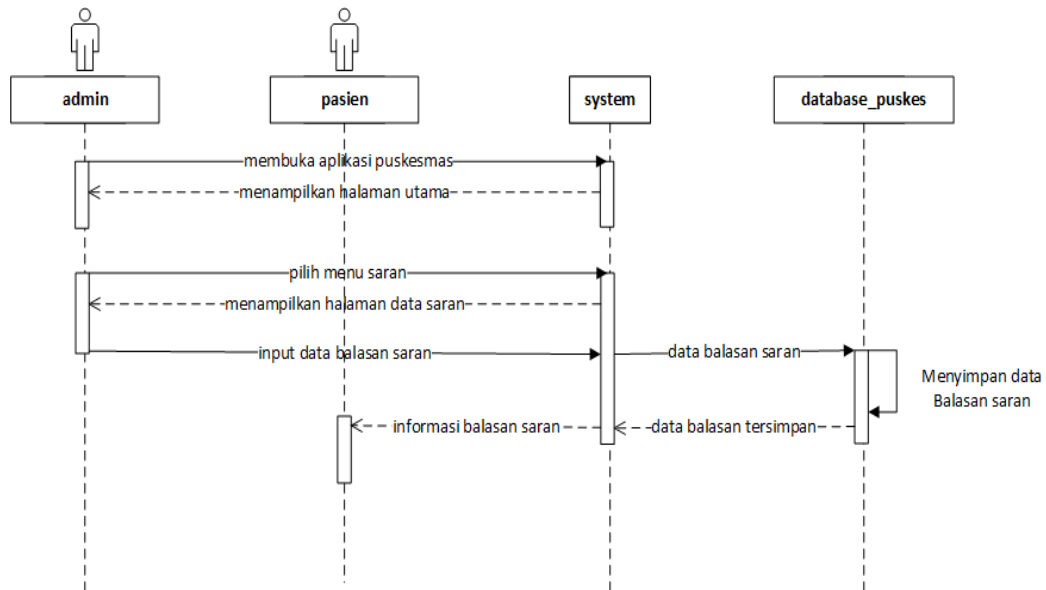 admin
pasien
system
database_puskes
membuka aplikasi puskesmas
menampilkan halaman utama
pilih menu saran
menampilkan halaman data saran
input data balasan saran
data balasan saran
Menyimpan data
Balasan saran
informasi balasan saran
data balasan tersimpan